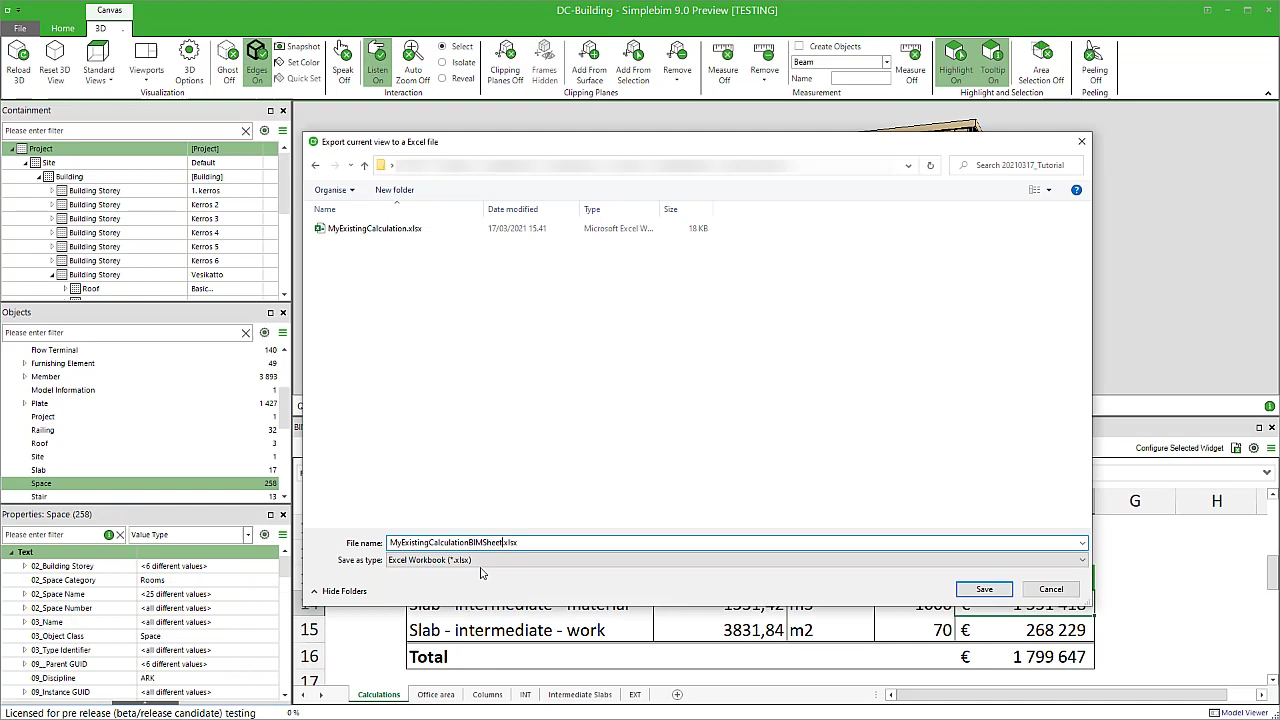 DC-Building - Simplebim 9.0 Preview [TESTING]
Canvas
File Home 3D
Reload 3D
Reset 3D View
Standard Views
Viewports
3D Options
Visualization
Ghost Off
Edges On
Snapshot
Set Color
Quick Set
Speak Off
Listen On
Auto Zoom Off
Select
Isolate
Reveal
Interaction
Clipping Planes Off
Frames Hidden
Add From Surface
Add From Selection
Remove
Clipping Planes
Measure Off
Remove
Create Objects
Beam
Name
Measure Off
Measurement
Highlight On
Tooltip On
Area Selection Off
Highlight and Selection
Peeling Off
Peeling
Containment
Please enter filter
Project [Project]
Site Default
Building [Building]
Building Storey 1. kerros
Building Storey Kerros 2
Building Storey Kerros 3
Building Storey Kerros 4
Building Storey Kerros 5
Building Storey Kerros 6
Building Storey Vesikatto
Roof Basic...
Objects
Please enter filter
Flow Terminal 140
Furnishing Element 49
Member 3 893
Model Information 1
Plate 1 427
Project 1
Railing 32
Roof 3
Site 1
Slab 17
Space 258
Stair 13
Properties: Space (258)
Please enter filter Value Type
Text
02_Building Storey <6 different values>
02_Space Category Rooms
02_Space Name <25 different values>
02_Space Number <all different values>
03_Name <all different values>
03_Object Class Space
03_Type Identifier <all different values>
09__Parent GUID <6 different values>
09_Discipline ARK
09_Instance GUID <all different values>
Export current view to a Excel file
Search 20210317_Tutorial
Organise New folder
Name Date modified Type Size
MyExistingCalculation.xlsx 17/03/2021 15.41 Microsoft Excel W... 18 KB
File name: MyExistingCalculationBIMSheet.xlsx
Save as type: Excel Workbook (*.xlsx)
Hide Folders Save Cancel
Configure Selected Widget
G H
15 Slab - intermediate - work 3831,84 m2 70 € 268 229
16 Total € 1 799 647
17
Calculations Office area Columns INT Intermediate Slabs EXT
Licensed for pre release (beta/release candidate) testing 0 % Model Viewer